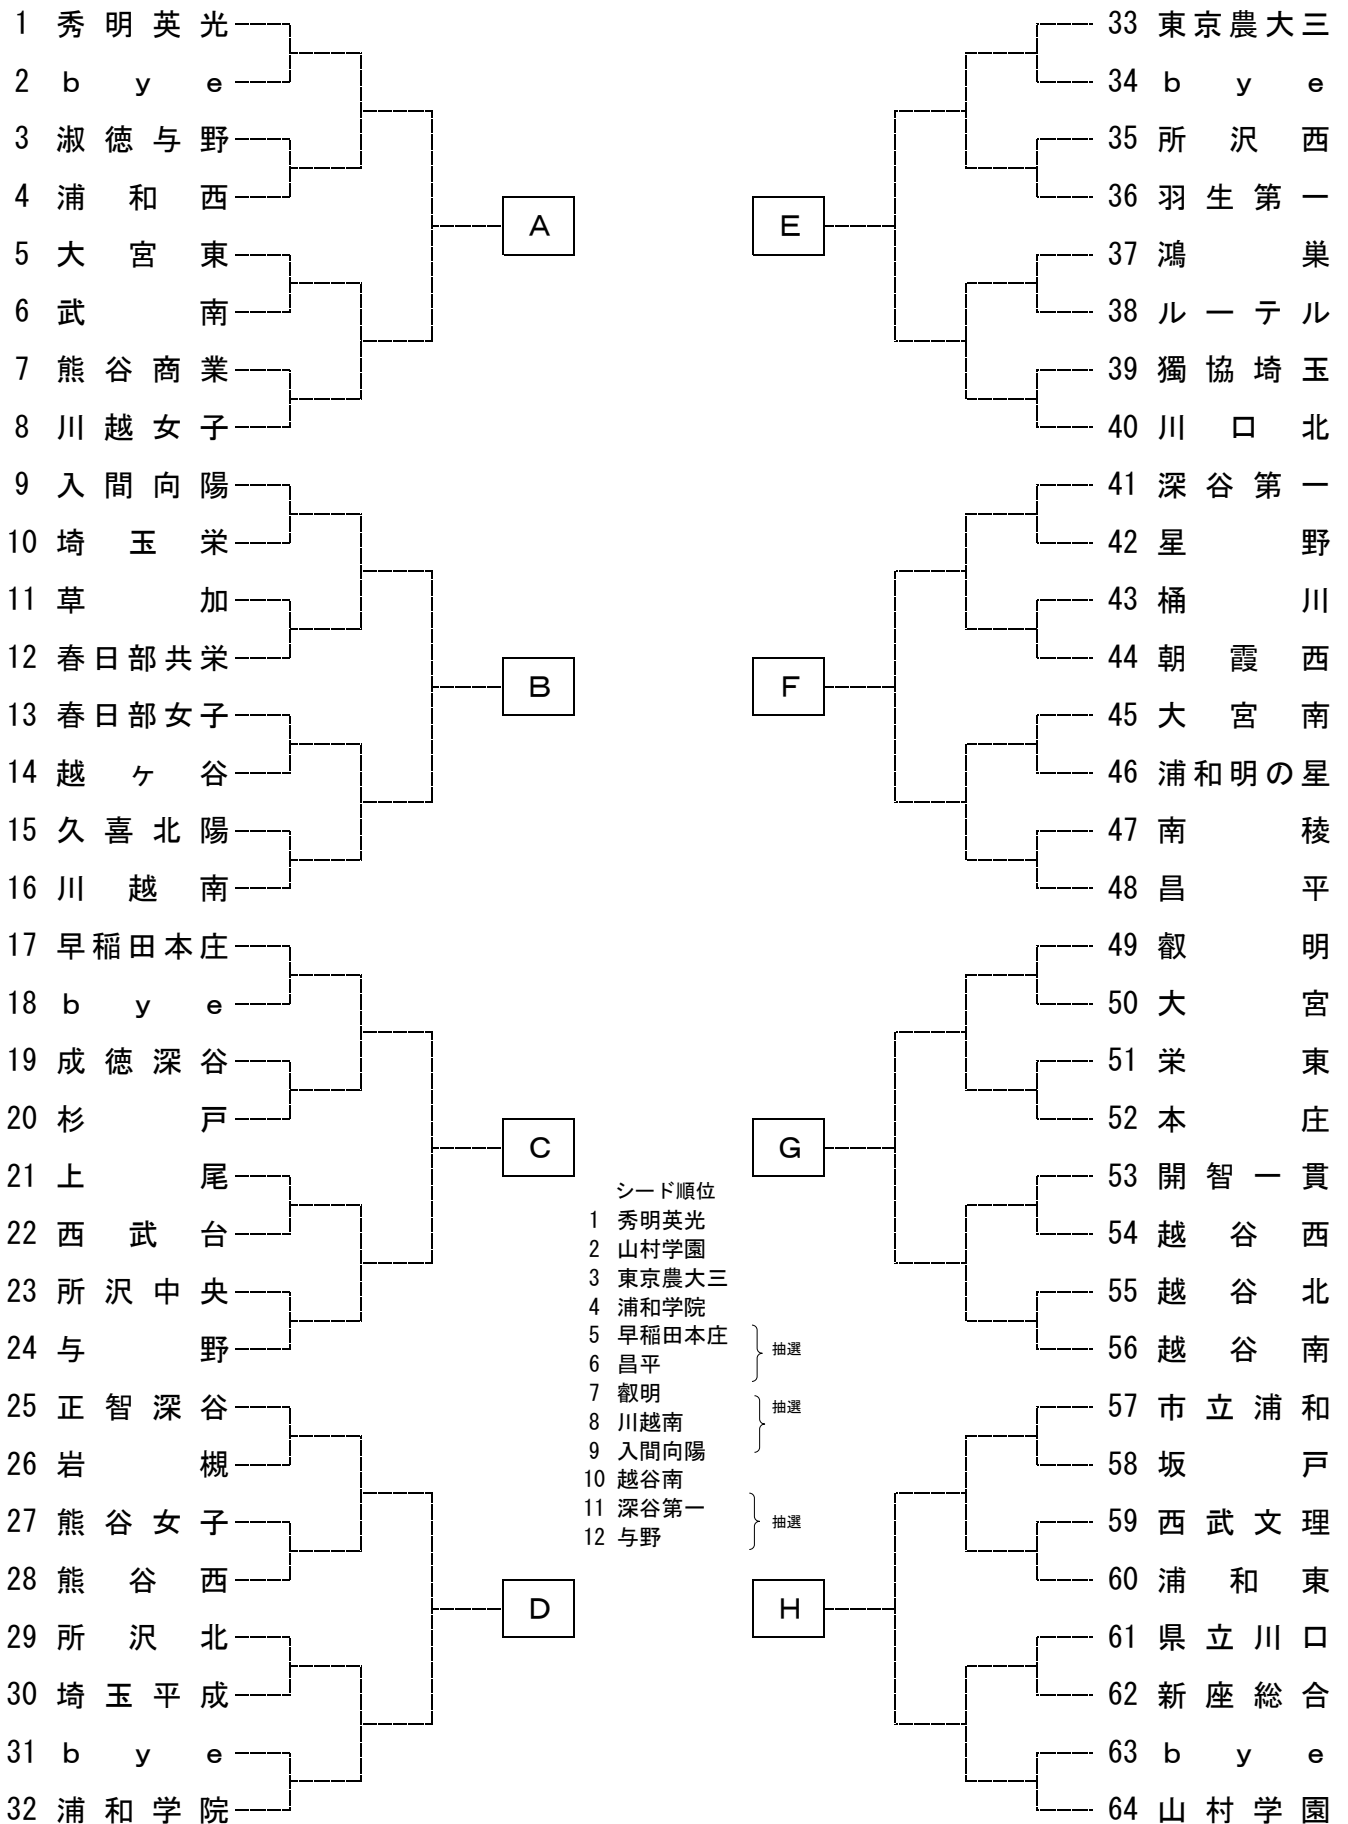 1 秀明英光
2 bye
3 淑徳与野
4 浦和西
5 大宮東
6 武南
7 熊谷商業
8 川越女子
A
9 入間向陽
10 埼玉栄
11 草加
12 春日部共栄
13 春日部女子
14 越ヶ谷
15 久喜北陽
16 川越南
B
17 早稲田本庄
18 bye
19 成徳深谷
20 杉戸
21 上尾
22 西武台
23 所沢中央
24 与野
C
25 正智深谷
26 岩槻
27 熊谷女子
28 熊谷西
29 所沢北
30 埼玉平成
31 bye
32 浦和学院
D
シード順位
1 秀明英光
2 山村学園
3 東京農大三
4 浦和学院
5 早稲田本庄
6 昌平
抽選
7 叡明
8 川越南
9 入間向陽
抽選
10 越谷南
11 深谷第一
12 与野
抽選
33 東京農大三
34 bye
35 所沢西
36 羽生第一
37 鴻巣
38 ルーテル
39 獨協埼玉
40 川口北
E
41 深谷第一
42 星野
43 桶川
44 朝霞西
45 大宮南
46 浦和明の星
47 南稜
48 昌平
F
49 叡明
50 大宮
51 栄東
52 本庄
53 開智一貫
54 越谷西
55 越谷北
56 越谷南
G
57 市立浦和
58 坂戸
59 西武文理
60 浦和東
61 県立川口
62 新座総合
63 bye
64 山村学園
H